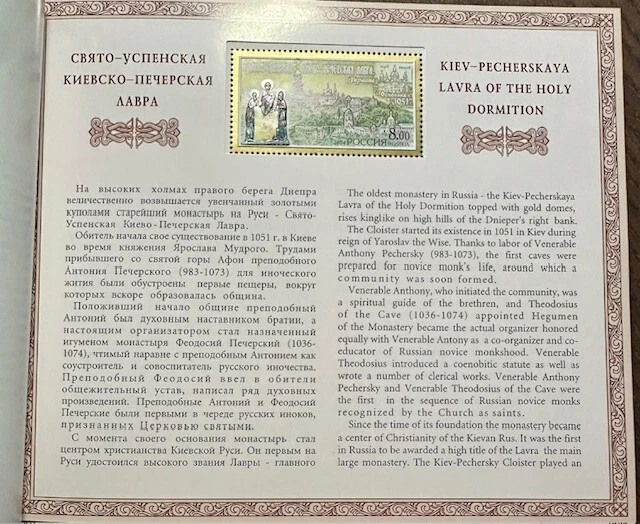 СВЯТО–УСПЕНСКАЯ
КИЕВСКО–ПЕЧЕРСКАЯ
ЛАВРА
8.00
РОССИЯ
KIEV–PECHERSKAYA
LAVRA OF THE HOLY
DORMITION
На высоких холмах правого берега Днепра
величественно возвышается увенчанный золотыми
куполами старейший монастырь на Руси - Свято-
Успенская Киево-Печерская Лавра.
Обитель начала свое существование в 1051 г. в Киеве
во время княжения Ярослава Мудрого. Трудами
прибывшего со святой горы Афон преподобного
Антония Печерского (983-1073) для иноческого
жития были обустроены первые пещеры, вокруг
которых вскоре образовалась община.
Положивший начало общине преподобный
Антоний был духовным наставником братии, а
настоящим организатором стал назначенный
игуменом монастыря Феодосий Печерский (1036-
1074), чтимый наравне с преподобным Антонием как
соустроитель и совоспитатель русского иночества.
Преподобный Феодосий ввел в обители
общежительный устав, написал ряд духовных
произведений. Преподобные Антоний и Феодосий
Печерские были первыми в череде русских иноков,
признанных Церковью святыми.
С момента своего основания монастырь стал
центром христианства Киевской Руси. Он первым на
Руси удостоился высокого звания Лавры - главного
The oldest monastery in Russia - the Kiev-Pecherskaya
Lavra of the Holy Dormition topped with gold domes,
rises kinglike on high hills of the Dnieper's right bank.
The Cloister started its existence in 1051 in Kiev during
reign of Yaroslav the Wise. Thanks to labor of Venerable
Anthony Pechersky (983-1073), the first caves were
prepared for novice monk's life, around which a
community was soon formed.
Venerable Anthony, who initiated the community, was
a spiritual guide of the brethren, and Theodosius
of the Cave (1036-1074) appointed Hegumen
of the Monastery became the actual organizer honored
equally with Venerable Antony as a co-organizer and co-
educator of Russian novice monkshood. Venerable
Theodosius introduced a coenobitic statute as well as
wrote a number of clerical works. Venerable Anthony
Pechersky and Venerable Theodosius of the Cave were
the first in the sequence of Russian novice monks
recognized by the Church as saints.
Since the time of its foundation the monastery became
a center of Christianity of the Kievan Rus. It was the first
in Russia to be awarded a high title of the Lavra the main
large monastery. The Kiev-Pechersky Cloister played an